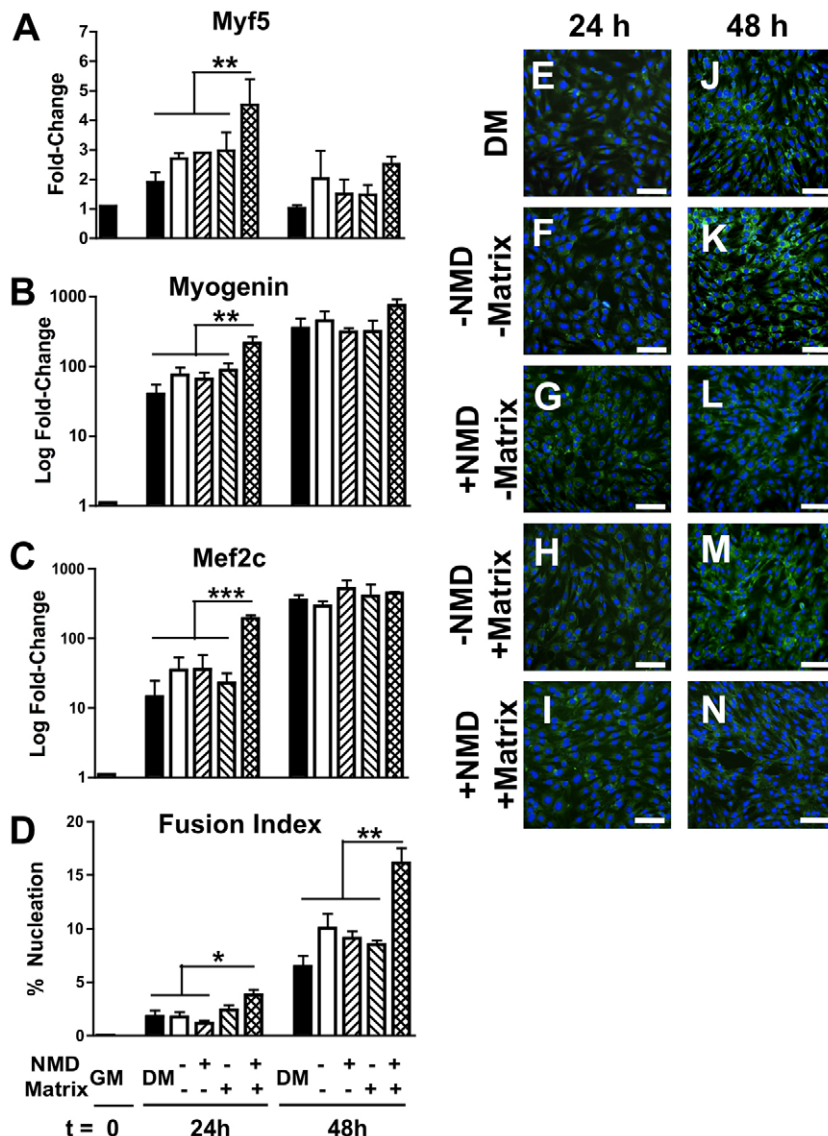 A
Myf5
7
6
5
4
3
2
1
0
Fold-Change
**
B
Myogenin
1000
100
10
1
Log Fold-Change
**
C
Mef2c
1000
100
10
1
Log Fold-Change
***
D
Fusion Index
20
15
10
5
0
% Nucleation
*
**
NMD
Matrix
GM
DM
- + - +
- - + +
DM
- + - +
- - + +
t = 0
24h
48h
24 h
48 h
DM
E
J
-NMD
-Matrix
F
K
+NMD
-Matrix
G
L
-NMD
+Matrix
H
M
+NMD
+Matrix
I
N